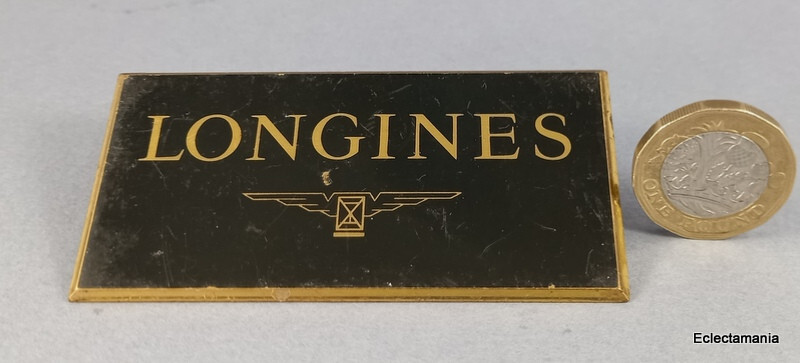 LONGINES
ONE POUND
Eclectamania